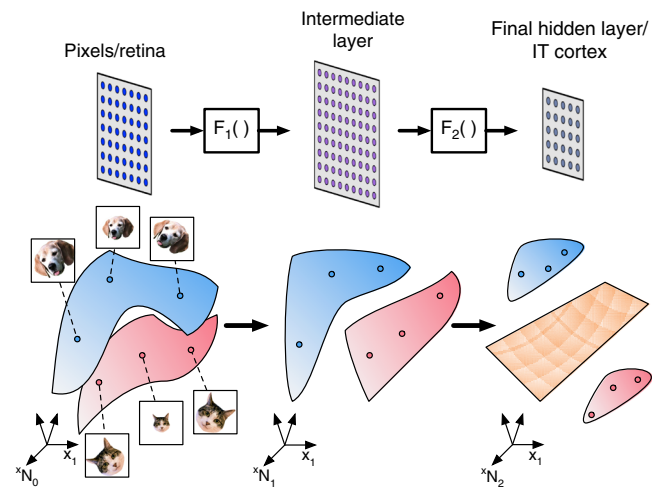 Pixels/retina
Intermediate
layer
Final hidden layer/
IT cortex
F1( )
F2( )
x1
xN0
x1
xN1
x1
xN2